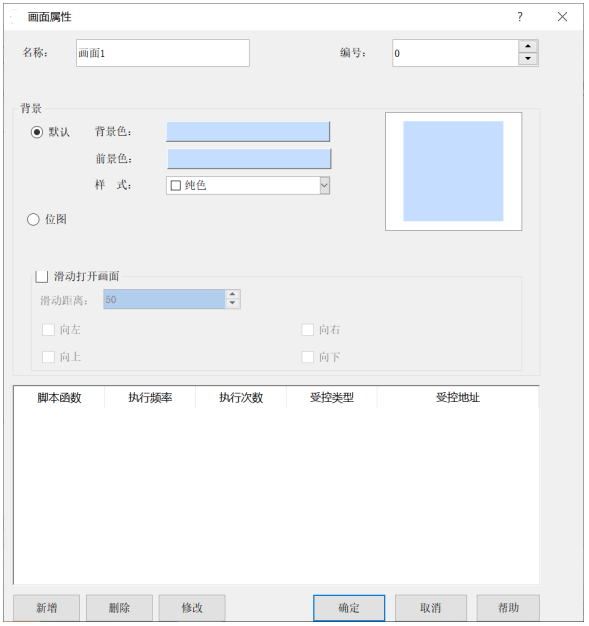 画面属性 ?
名称： 画面1 编号： 0
背景
默认 背景色：
前景色：
样 式： 纯色
位图
滑动打开画面
滑动距离： 50
向左 向右
向上 向下
脚本函数 执行频率 执行次数 受控类型 受控地址
新增 删除 修改 确定 取消 帮助